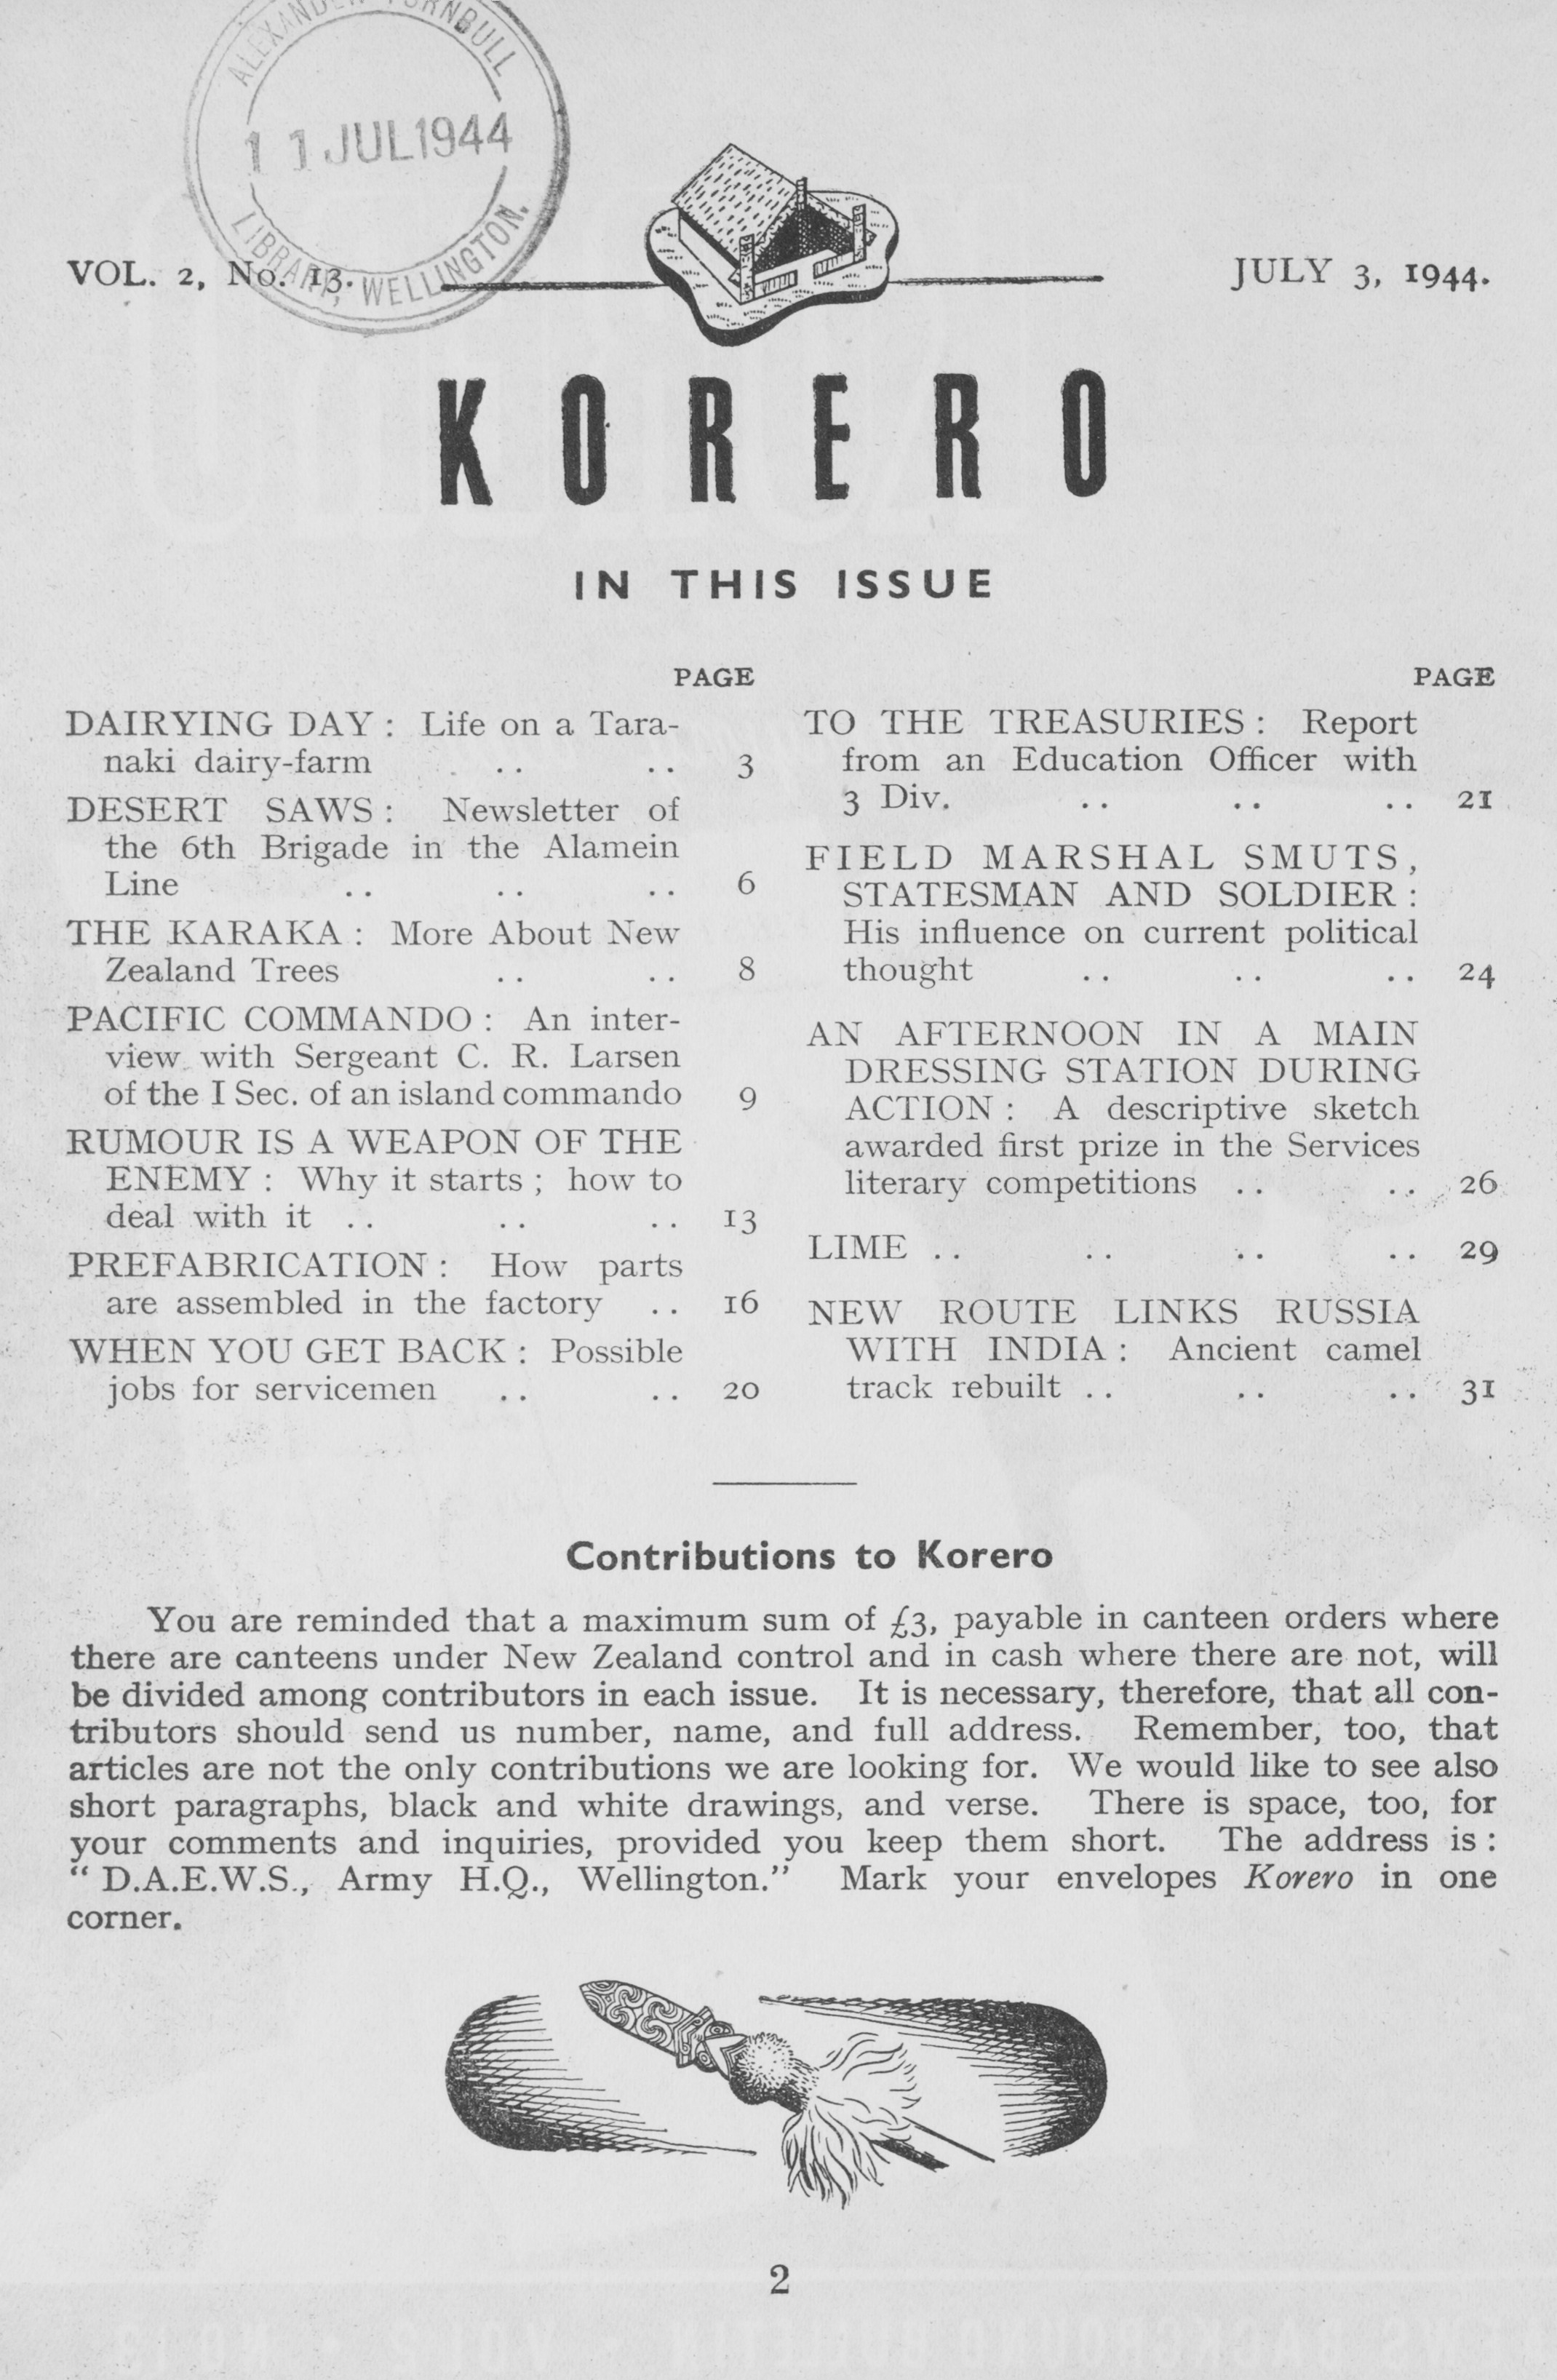 ALEXANDER TURNBULL
11 JUL 1944
LIBRARY, WELLINGTON.
VOL. 2, No. 13.
JULY 3, 1944.
KORERO
IN THIS ISSUE
PAGE
DAIRYING DAY : Life on a Tara-
naki dairy-farm .. .. 3
DESERT SAWS : Newsletter of
the 6th Brigade in the Alamein
Line .. .. .. 6
THE KARAKA : More About New
Zealand Trees .. .. 8
PACIFIC COMMANDO : An inter-
view with Sergeant C. R. Larsen
of the I Sec. of an island commando 9
RUMOUR IS A WEAPON OF THE
ENEMY : Why it starts ; how to
deal with it .. .. .. 13
PREFABRICATION : How parts
are assembled in the factory .. 16
WHEN YOU GET BACK : Possible
jobs for servicemen .. .. 20
PAGE
TO THE TREASURIES : Report
from an Education Officer with
3 Div. .. .. .. 21
FIELD MARSHAL SMUTS,
STATESMAN AND SOLDIER :
His influence on current political
thought .. .. .. 24
AN AFTERNOON IN A MAIN
DRESSING STATION DURING
ACTION : A descriptive sketch
awarded first prize in the Services
literary competitions .. .. 26
LIME .. .. .. .. 29
NEW ROUTE LINKS RUSSIA
WITH INDIA : Ancient camel
track rebuilt .. .. .. 31
Contributions to Korero
You are reminded that a maximum sum of £3, payable in canteen orders where
there are canteens under New Zealand control and in cash where there are not, will
be divided among contributors in each issue. It is necessary, therefore, that all con-
tributors should send us number, name, and full address. Remember, too, that
articles are not the only contributions we are looking for. We would like to see also
short paragraphs, black and white drawings, and verse. There is space, too, for
your comments and inquiries, provided you keep them short. The address is :
“ D.A.E.W.S., Army H.Q., Wellington.” Mark your envelopes Korero in one
corner.
2